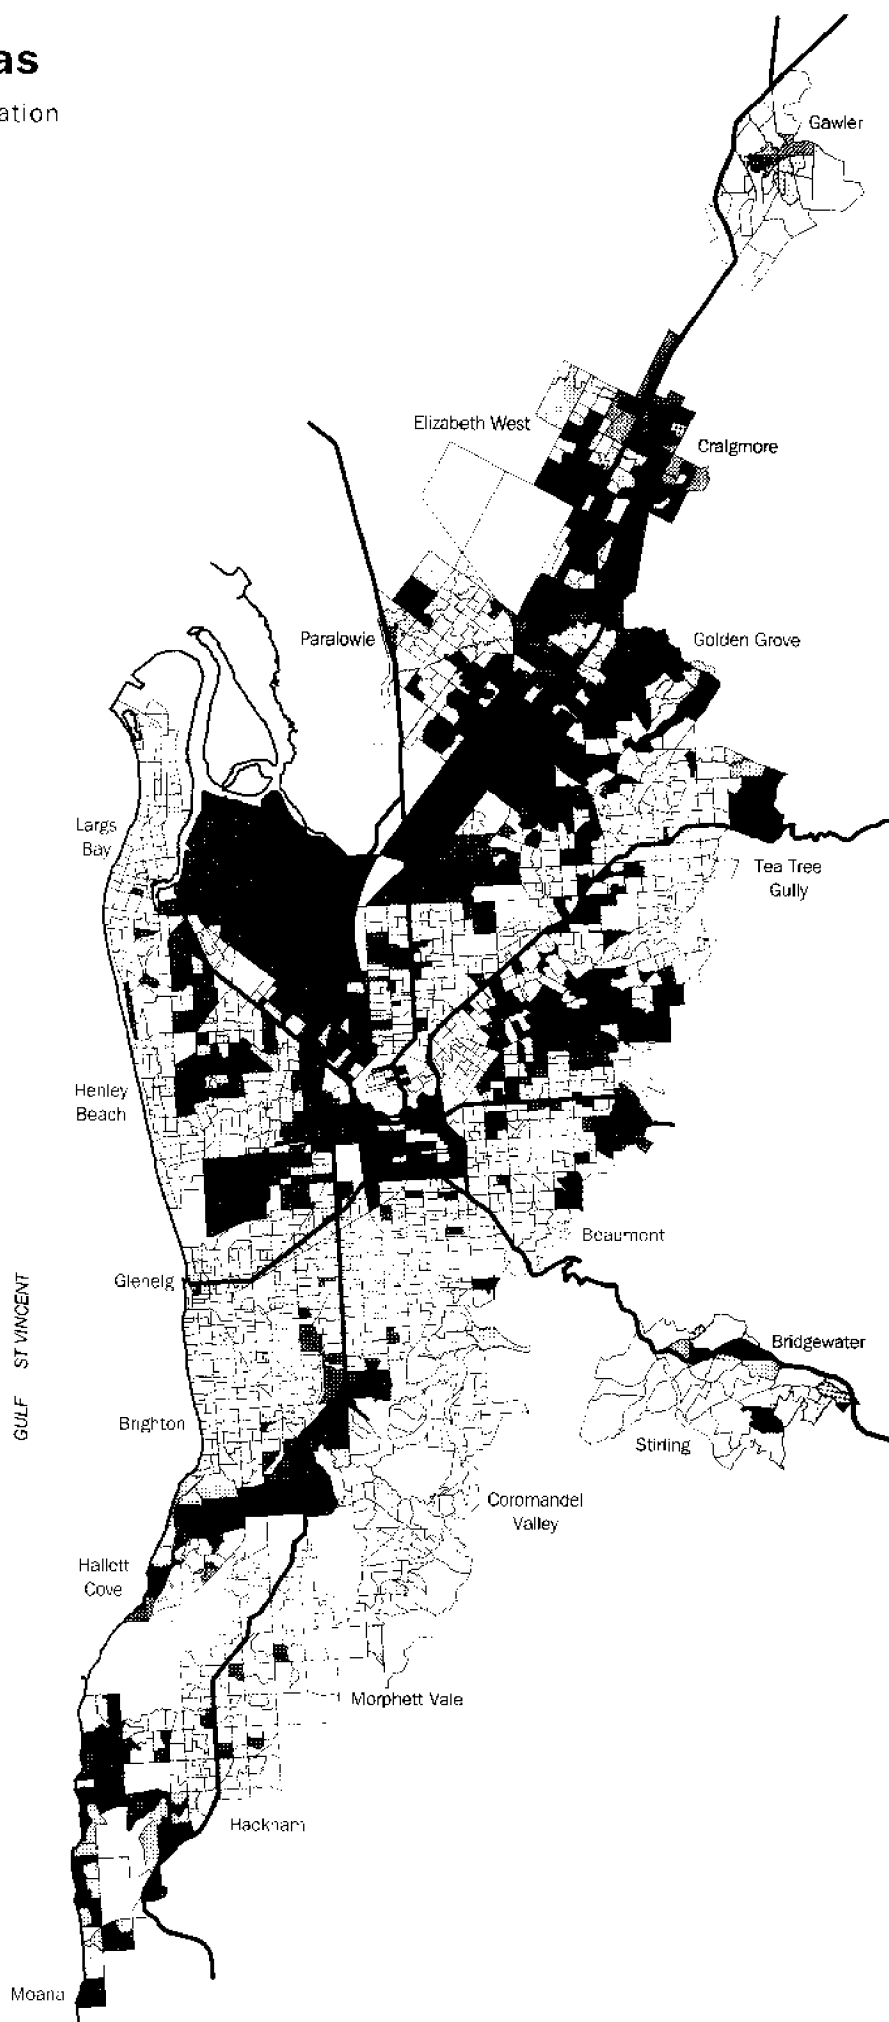 as
ation
Gawler
Elizabeth West
Craigmore
Paralowie
Golden Grove
Largs
Bay
Tea Tree
Gully
Henley
Beach
Beaumont
Glenelg
GULF ST VINCENT
Bridgewater
Brighton
Stirling
Coromandel
Valley
Hallett
Cove
Morphett Vale
Hackham
Moana